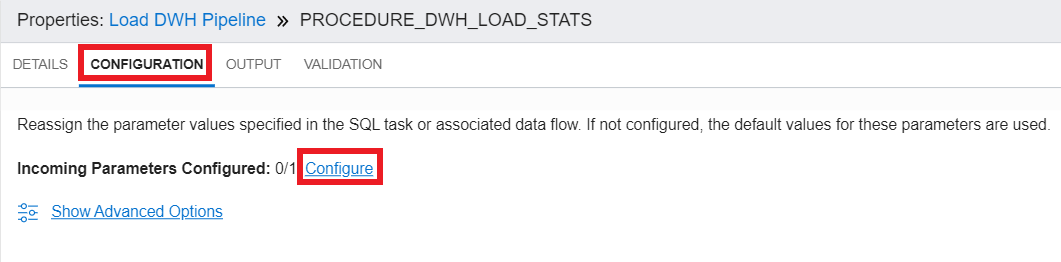 Properties: Load DWH Pipeline » PROCEDURE_DWH_LOAD_STATS
DETAILS CONFIGURATION OUTPUT VALIDATION
Reassign the parameter values specified in the SQL task or associated data flow. If not configured, the default values for these parameters are used.
Incoming Parameters Configured: 0/1 Configure
Show Advanced Options